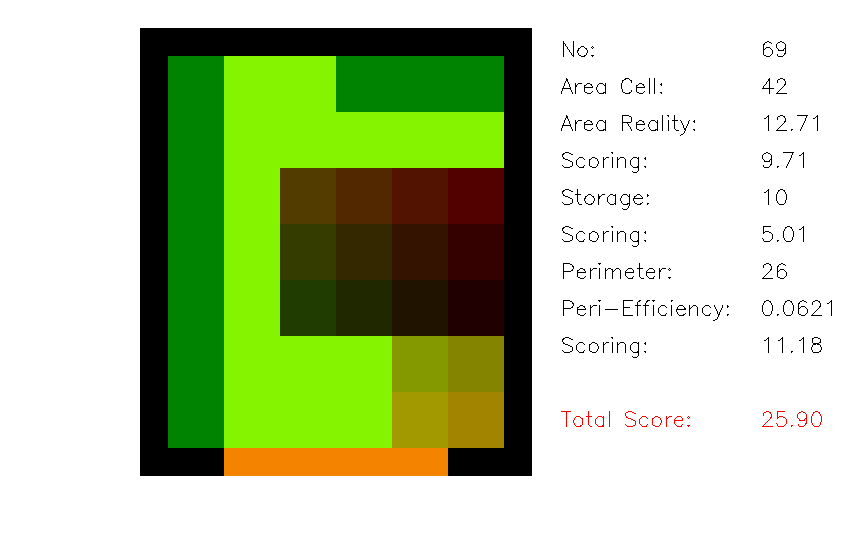 No: 69
Area Cell: 42
Area Reality: 12.71
Scoring: 9.71
Storage: 10
Scoring: 5.01
Perimeter: 26
Peri-Efficiency: 0.0621
Scoring: 11.18
Total Score: 25.90